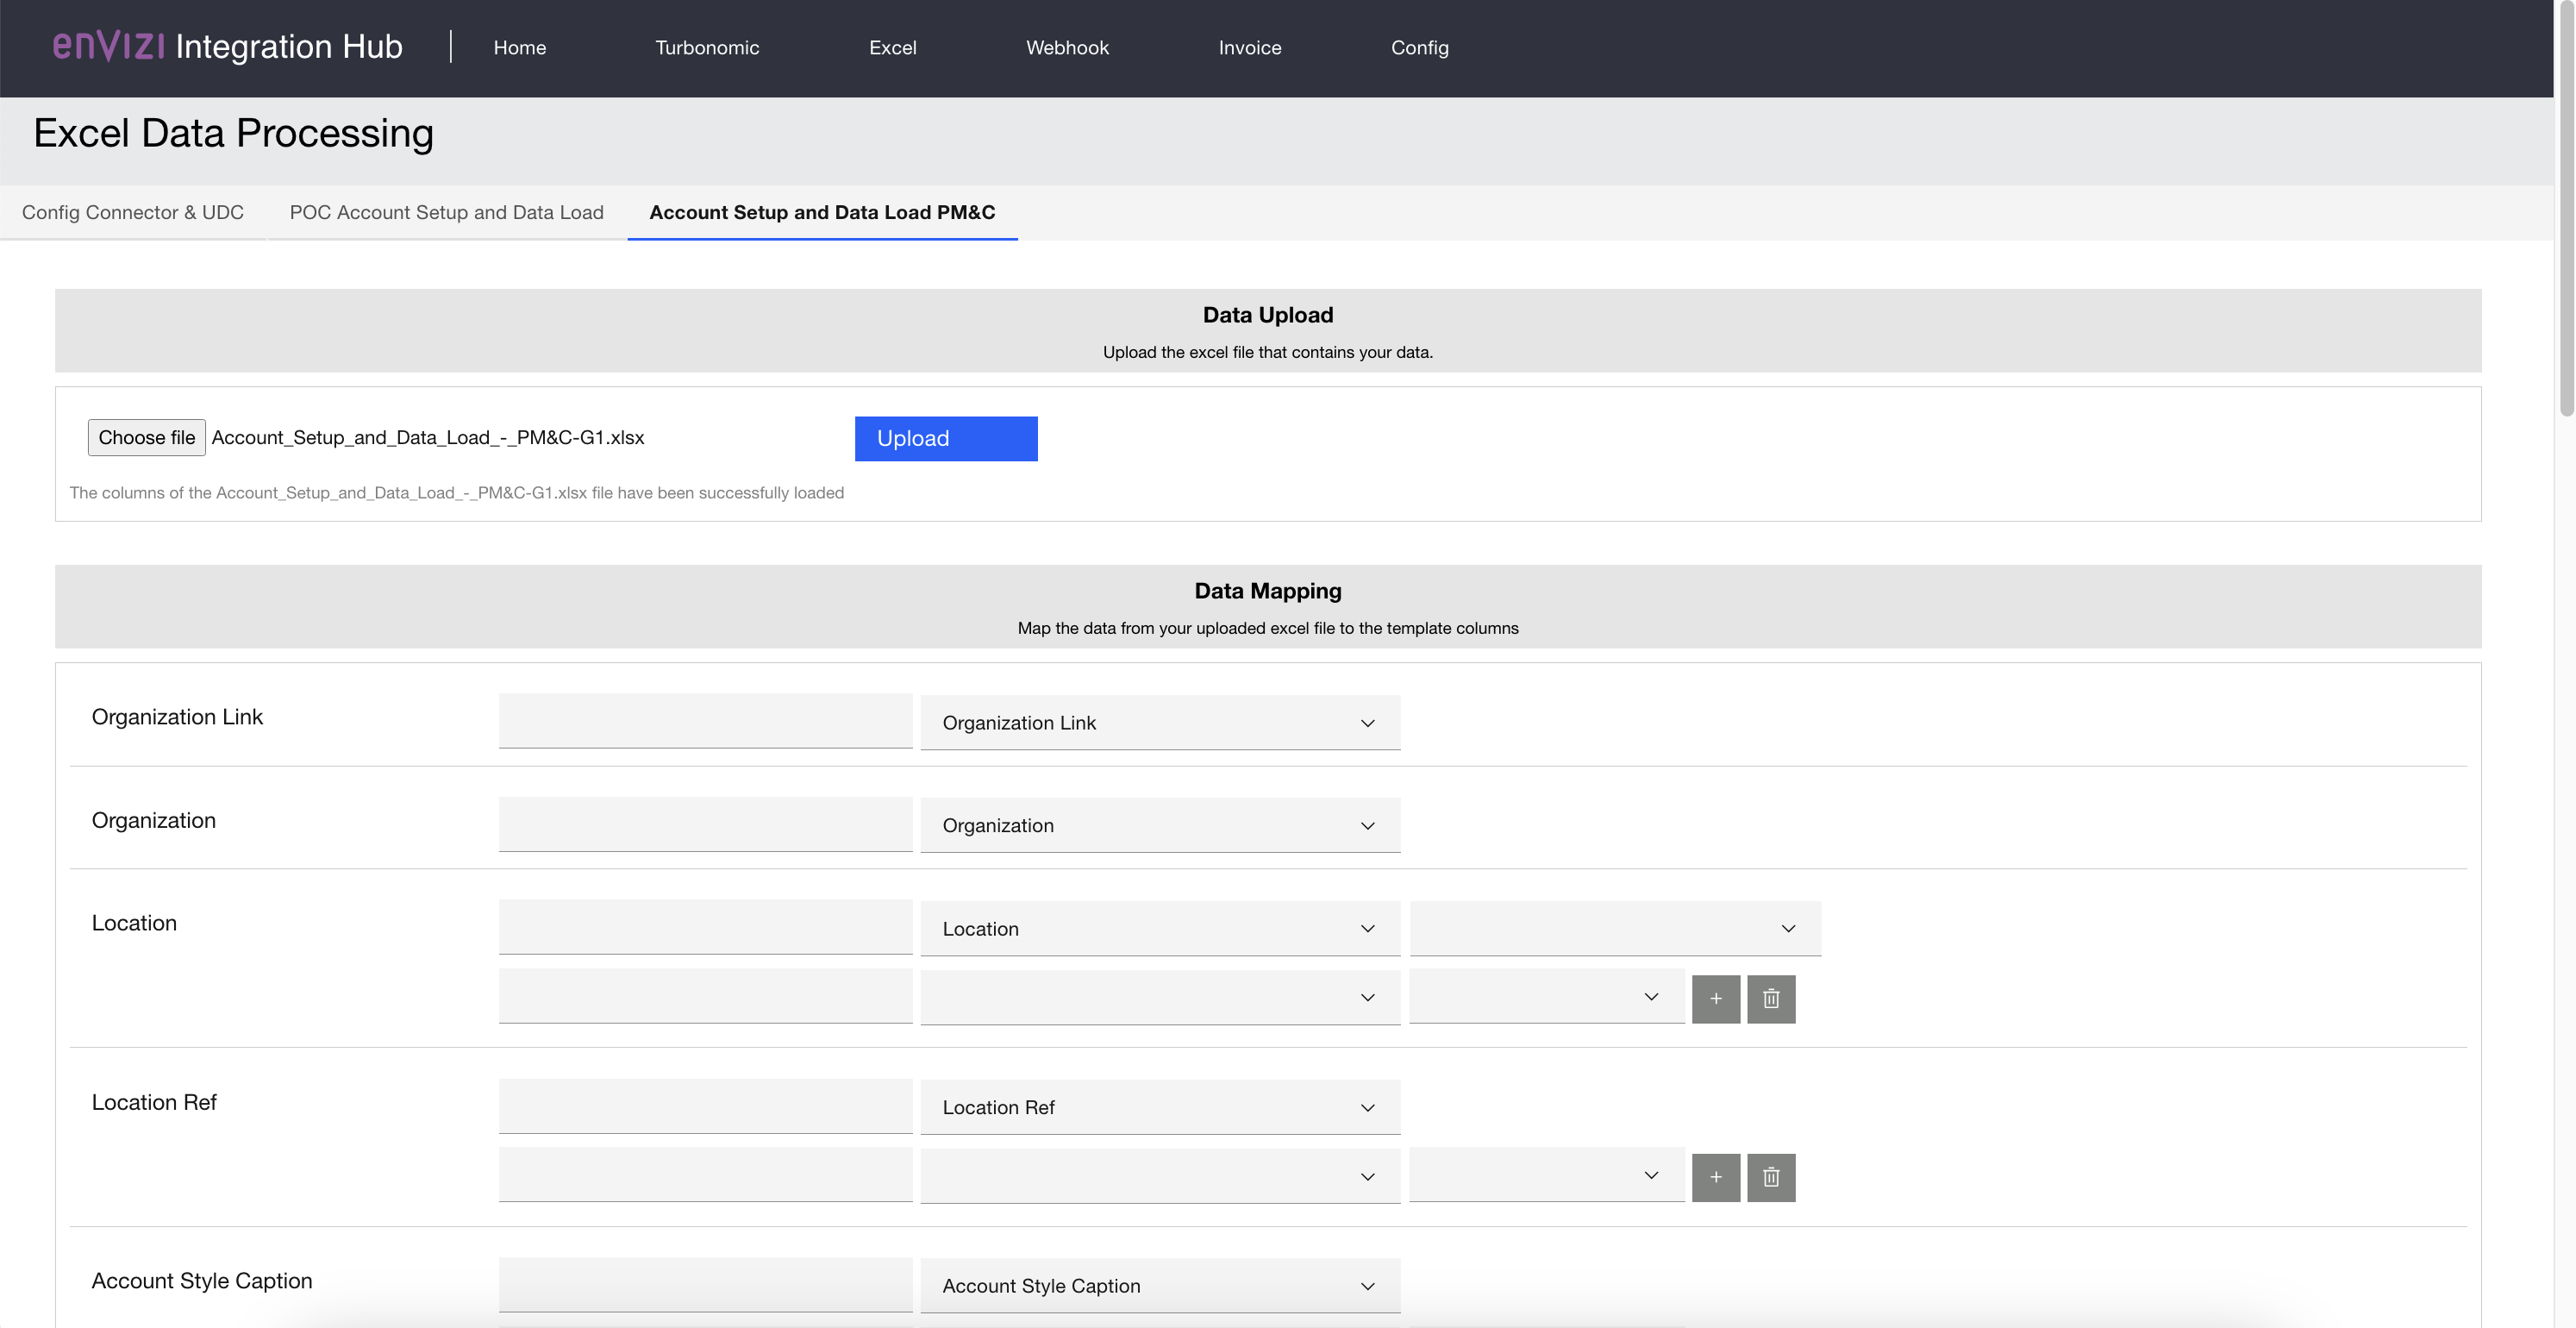 enVIZI Integration Hub | Home Turbonomic Excel Webhook Invoice Config
Excel Data Processing
Config Connector & UDC POC Account Setup and Data Load Account Setup and Data Load PM&C
Data Upload
Upload the excel file that contains your data.
Choose file Account_Setup_and_Data_Load_-_PM&C-G1.xlsx Upload
The columns of the Account_Setup_and_Data_Load_-_PM&C-G1.xlsx file have been successfully loaded
Data Mapping
Map the data from your uploaded excel file to the template columns
Organization Link Organization Link
Organization Organization
Location Location
+
Location Ref Location Ref
+
Account Style Caption Account Style Caption